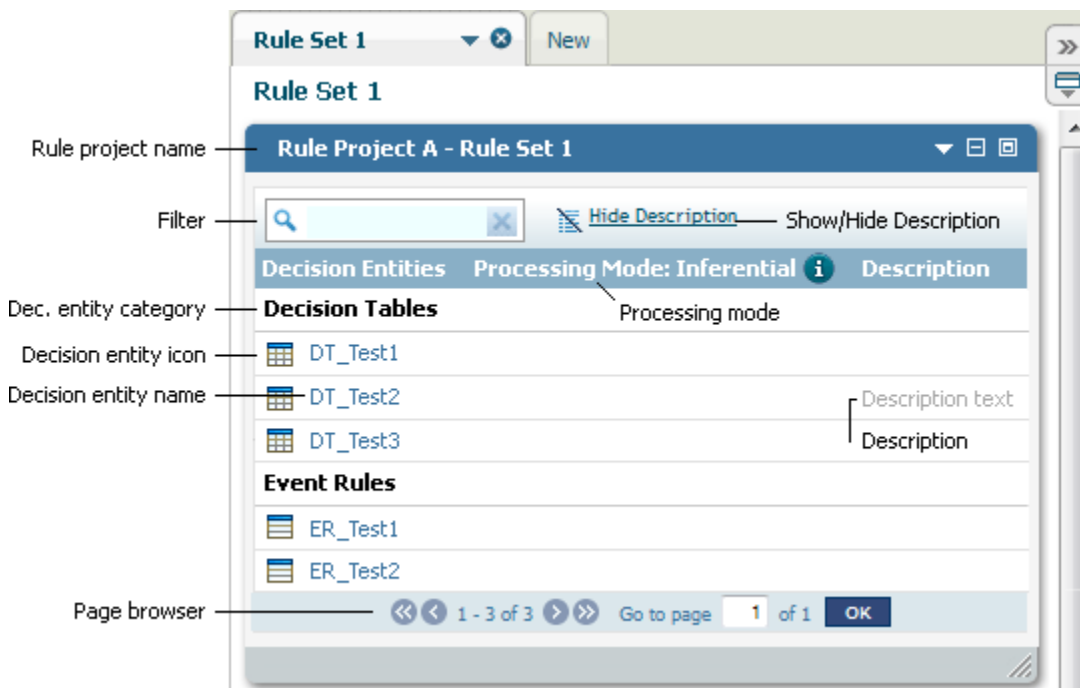 Rule Set 1
New
Rule Set 1
Rule project name
Rule Project A - Rule Set 1
Filter
Hide Description
Show/Hide Description
Decision Entities Processing Mode: Inferential i Description
Dec. entity category
Decision Tables
Processing mode
Decision entity icon
DT_Test1
Decision entity name
DT_Test2
Description text
DT_Test3
Description
Event Rules
ER_Test1
ER_Test2
Page browser
1 - 3 of 3 Go to page 1 of 1 OK